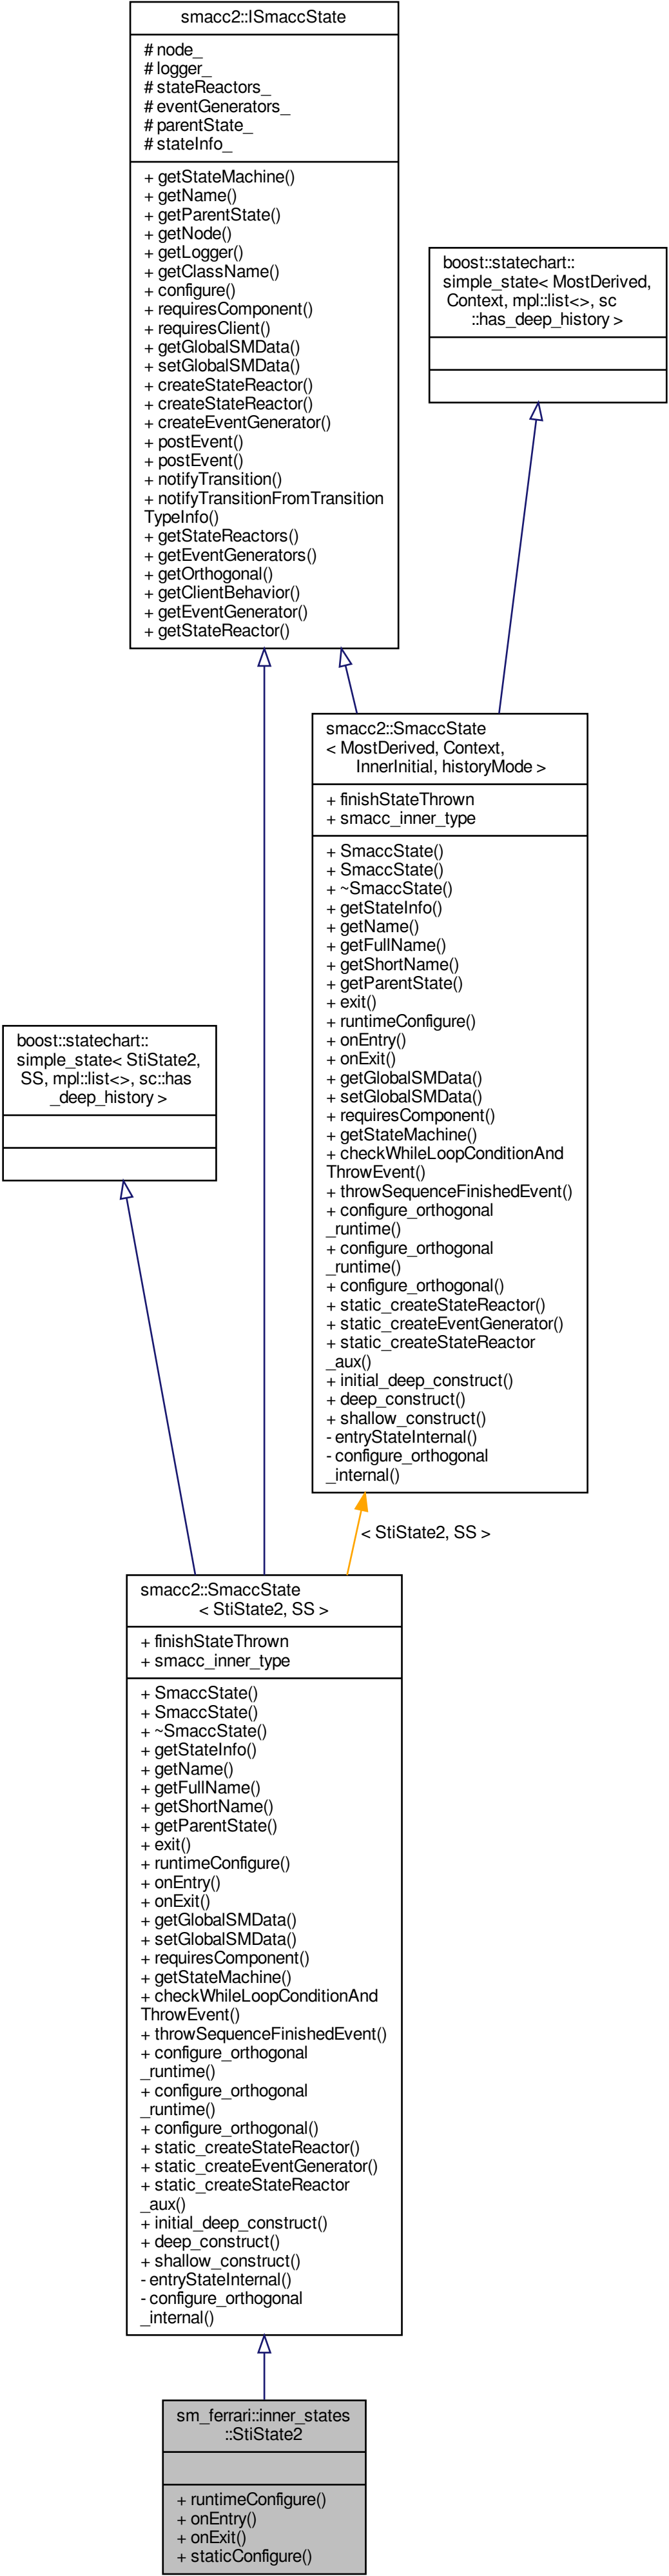 smacc2::ISmaccState
# node_
# logger_
# stateReactors_
# eventGenerators_
# parentState_
# stateInfo_
+ getStateMachine()
+ getName()
+ getParentState()
+ getNode()
+ getLogger()
+ getClassName()
+ configure()
+ requiresComponent()
+ requiresClient()
+ getGlobalSMData()
+ setGlobalSMData()
+ createStateReactor()
+ createStateReactor()
+ createEventGenerator()
+ postEvent()
+ postEvent()
+ notifyTransition()
+ notifyTransitionFromTransition
TypeInfo()
+ getStateReactors()
+ getEventGenerators()
+ getOrthogonal()
+ getClientBehavior()
+ getEventGenerator()
+ getStateReactor()
boost::statechart::
simple_state< MostDerived,
Context, mpl::list<>, sc
::has_deep_history >
smacc2::SmaccState
< MostDerived, Context,
InnerInitial, historyMode >
+ finishStateThrown
+ smacc_inner_type
+ SmaccState()
+ SmaccState()
+ ~SmaccState()
+ getStateInfo()
+ getName()
+ getFullName()
+ getShortName()
+ getParentState()
+ exit()
+ runtimeConfigure()
+ onEntry()
+ onExit()
+ getGlobalSMData()
+ setGlobalSMData()
+ requiresComponent()
+ getStateMachine()
+ checkWhileLoopConditionAnd
ThrowEvent()
+ throwSequenceFinishedEvent()
+ configure_orthogonal
_runtime()
+ configure_orthogonal
_runtime()
+ configure_orthogonal()
+ static_createStateReactor()
+ static_createEventGenerator()
+ static_createStateReactor
_aux()
+ initial_deep_construct()
+ deep_construct()
+ shallow_construct()
- entryStateInternal()
- configure_orthogonal
_internal()
boost::statechart::
simple_state< StiState2,
SS, mpl::list<>, sc::has
_deep_history >
< StiState2, SS >
smacc2::SmaccState
< StiState2, SS >
+ finishStateThrown
+ smacc_inner_type
+ SmaccState()
+ SmaccState()
+ ~SmaccState()
+ getStateInfo()
+ getName()
+ getFullName()
+ getShortName()
+ getParentState()
+ exit()
+ runtimeConfigure()
+ onEntry()
+ onExit()
+ getGlobalSMData()
+ setGlobalSMData()
+ requiresComponent()
+ getStateMachine()
+ checkWhileLoopConditionAnd
ThrowEvent()
+ throwSequenceFinishedEvent()
+ configure_orthogonal
_runtime()
+ configure_orthogonal
_runtime()
+ configure_orthogonal()
+ static_createStateReactor()
+ static_createEventGenerator()
+ static_createStateReactor
_aux()
+ initial_deep_construct()
+ deep_construct()
+ shallow_construct()
- entryStateInternal()
- configure_orthogonal
_internal()
sm_ferrari::inner_states
::StiState2
+ runtimeConfigure()
+ onEntry()
+ onExit()
+ staticConfigure()